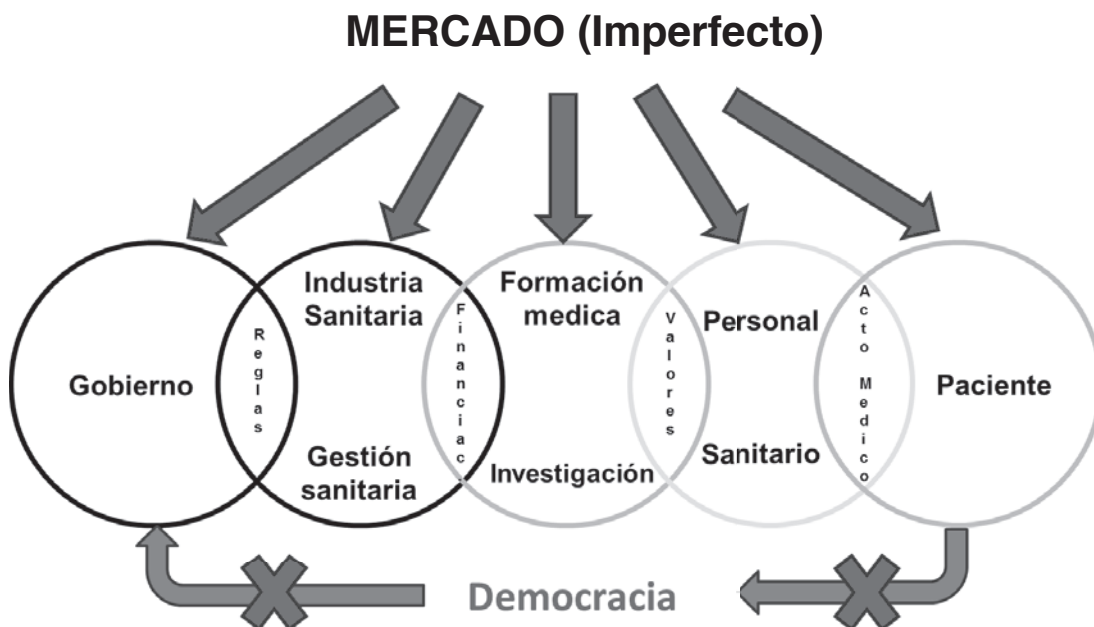 MERCADO (Imperfecto)
Gobierno
Reglas
Industria
Sanitaria
Gestión
sanitaria
Financiac
Formación
medica
Investigación
Valores
Personal
Sanitario
Acto Medico
Paciente
Democracia